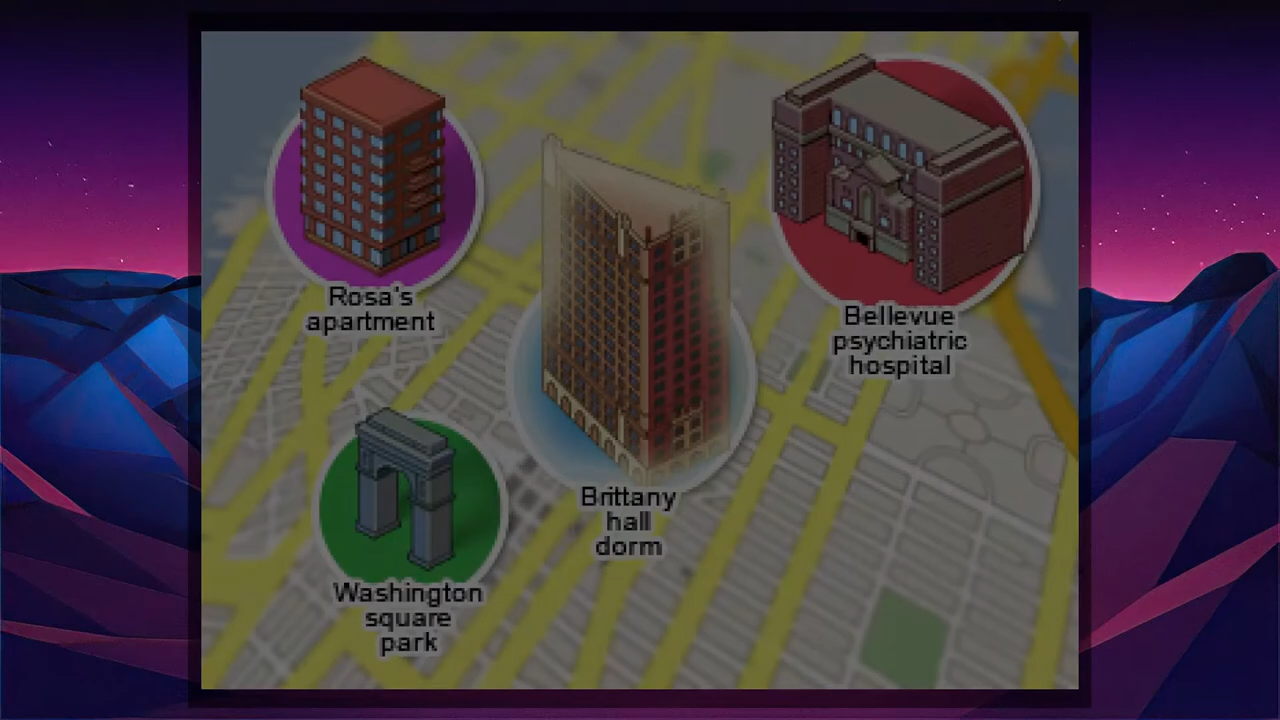 Rosa's
apartment
Bellevue
psychiatric
hospital
Brittany
hall
dorm
Washington
square
park